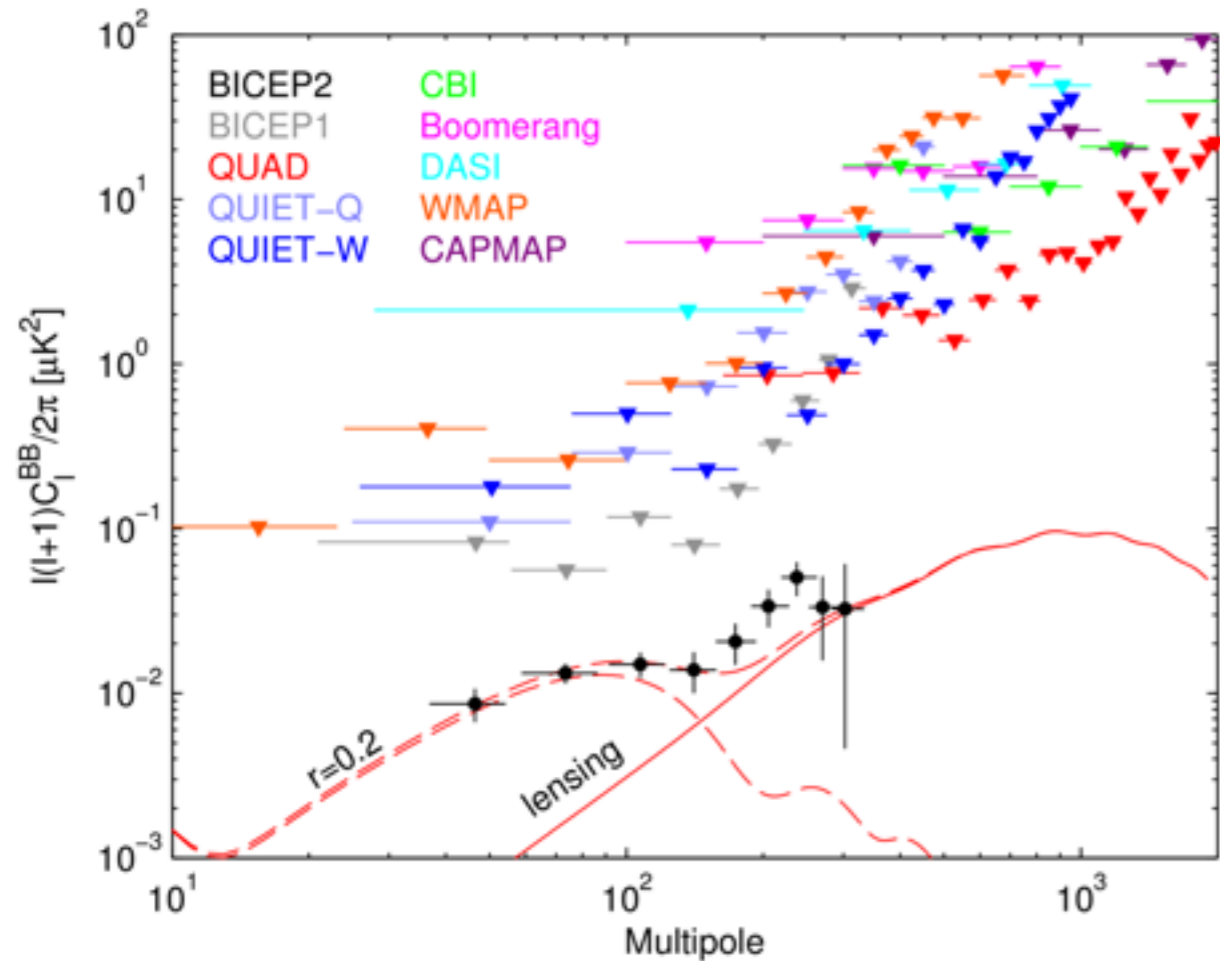 BICEP2 CBI
BICEP1 Boomerang
QUAD DASI
QUIET-Q WMAP
QUIET-W CAPMAP
l(l+1)C_l^BB/2π [μK²]
10²
10¹
10⁰
10⁻¹
10⁻²
10⁻³
r=0.2
lensing
10¹ 10² 10³
Multipole